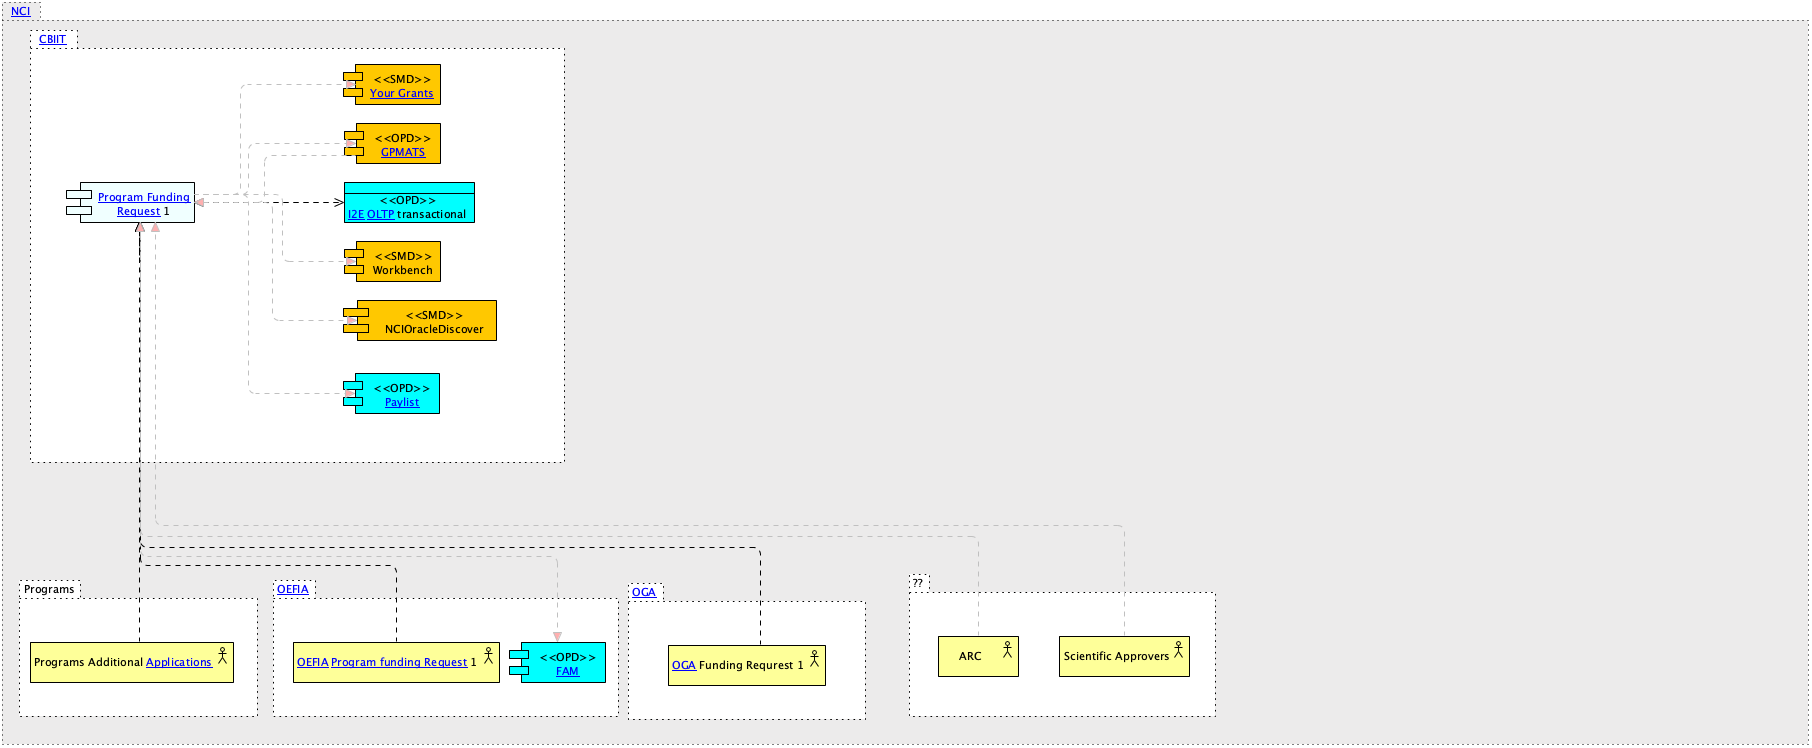 NCI
CBIIT
<<SMD>>
Your Grants
<<OPD>>
GPMATS
Program Funding
Request 1
<<OPD>>
I2E OLTP transactional
<<SMD>>
Workbench
<<SMD>>
NCIOracleDiscover
<<OPD>>
Paylist
Programs
Programs Additional Applications
OEFIA
OEFIA Program funding Request 1
<<OPD>>
FAM
OGA
OGA Funding Requrest 1
??
ARC
Scientific Approvers